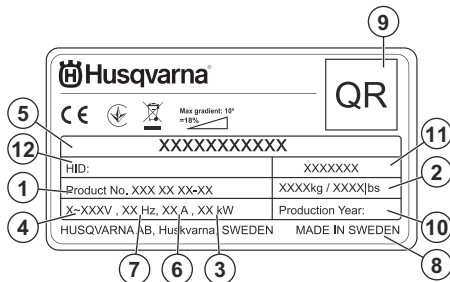 9
Husqvarna®
QR
CE
Max gradient: 10º
=18%
5
XXXXXXXXXXX
11
12
HID:
XXXXXXX
2
1
Product No. XXX XX XX-XX
XXXXkg / XXXXlbs
4
X~XXXV , XX Hz, XX A , XX kW
Production Year:
10
HUSQVARNA AB, Huskvarna, SWEDEN
MADE IN SWEDEN
7
6
3
8